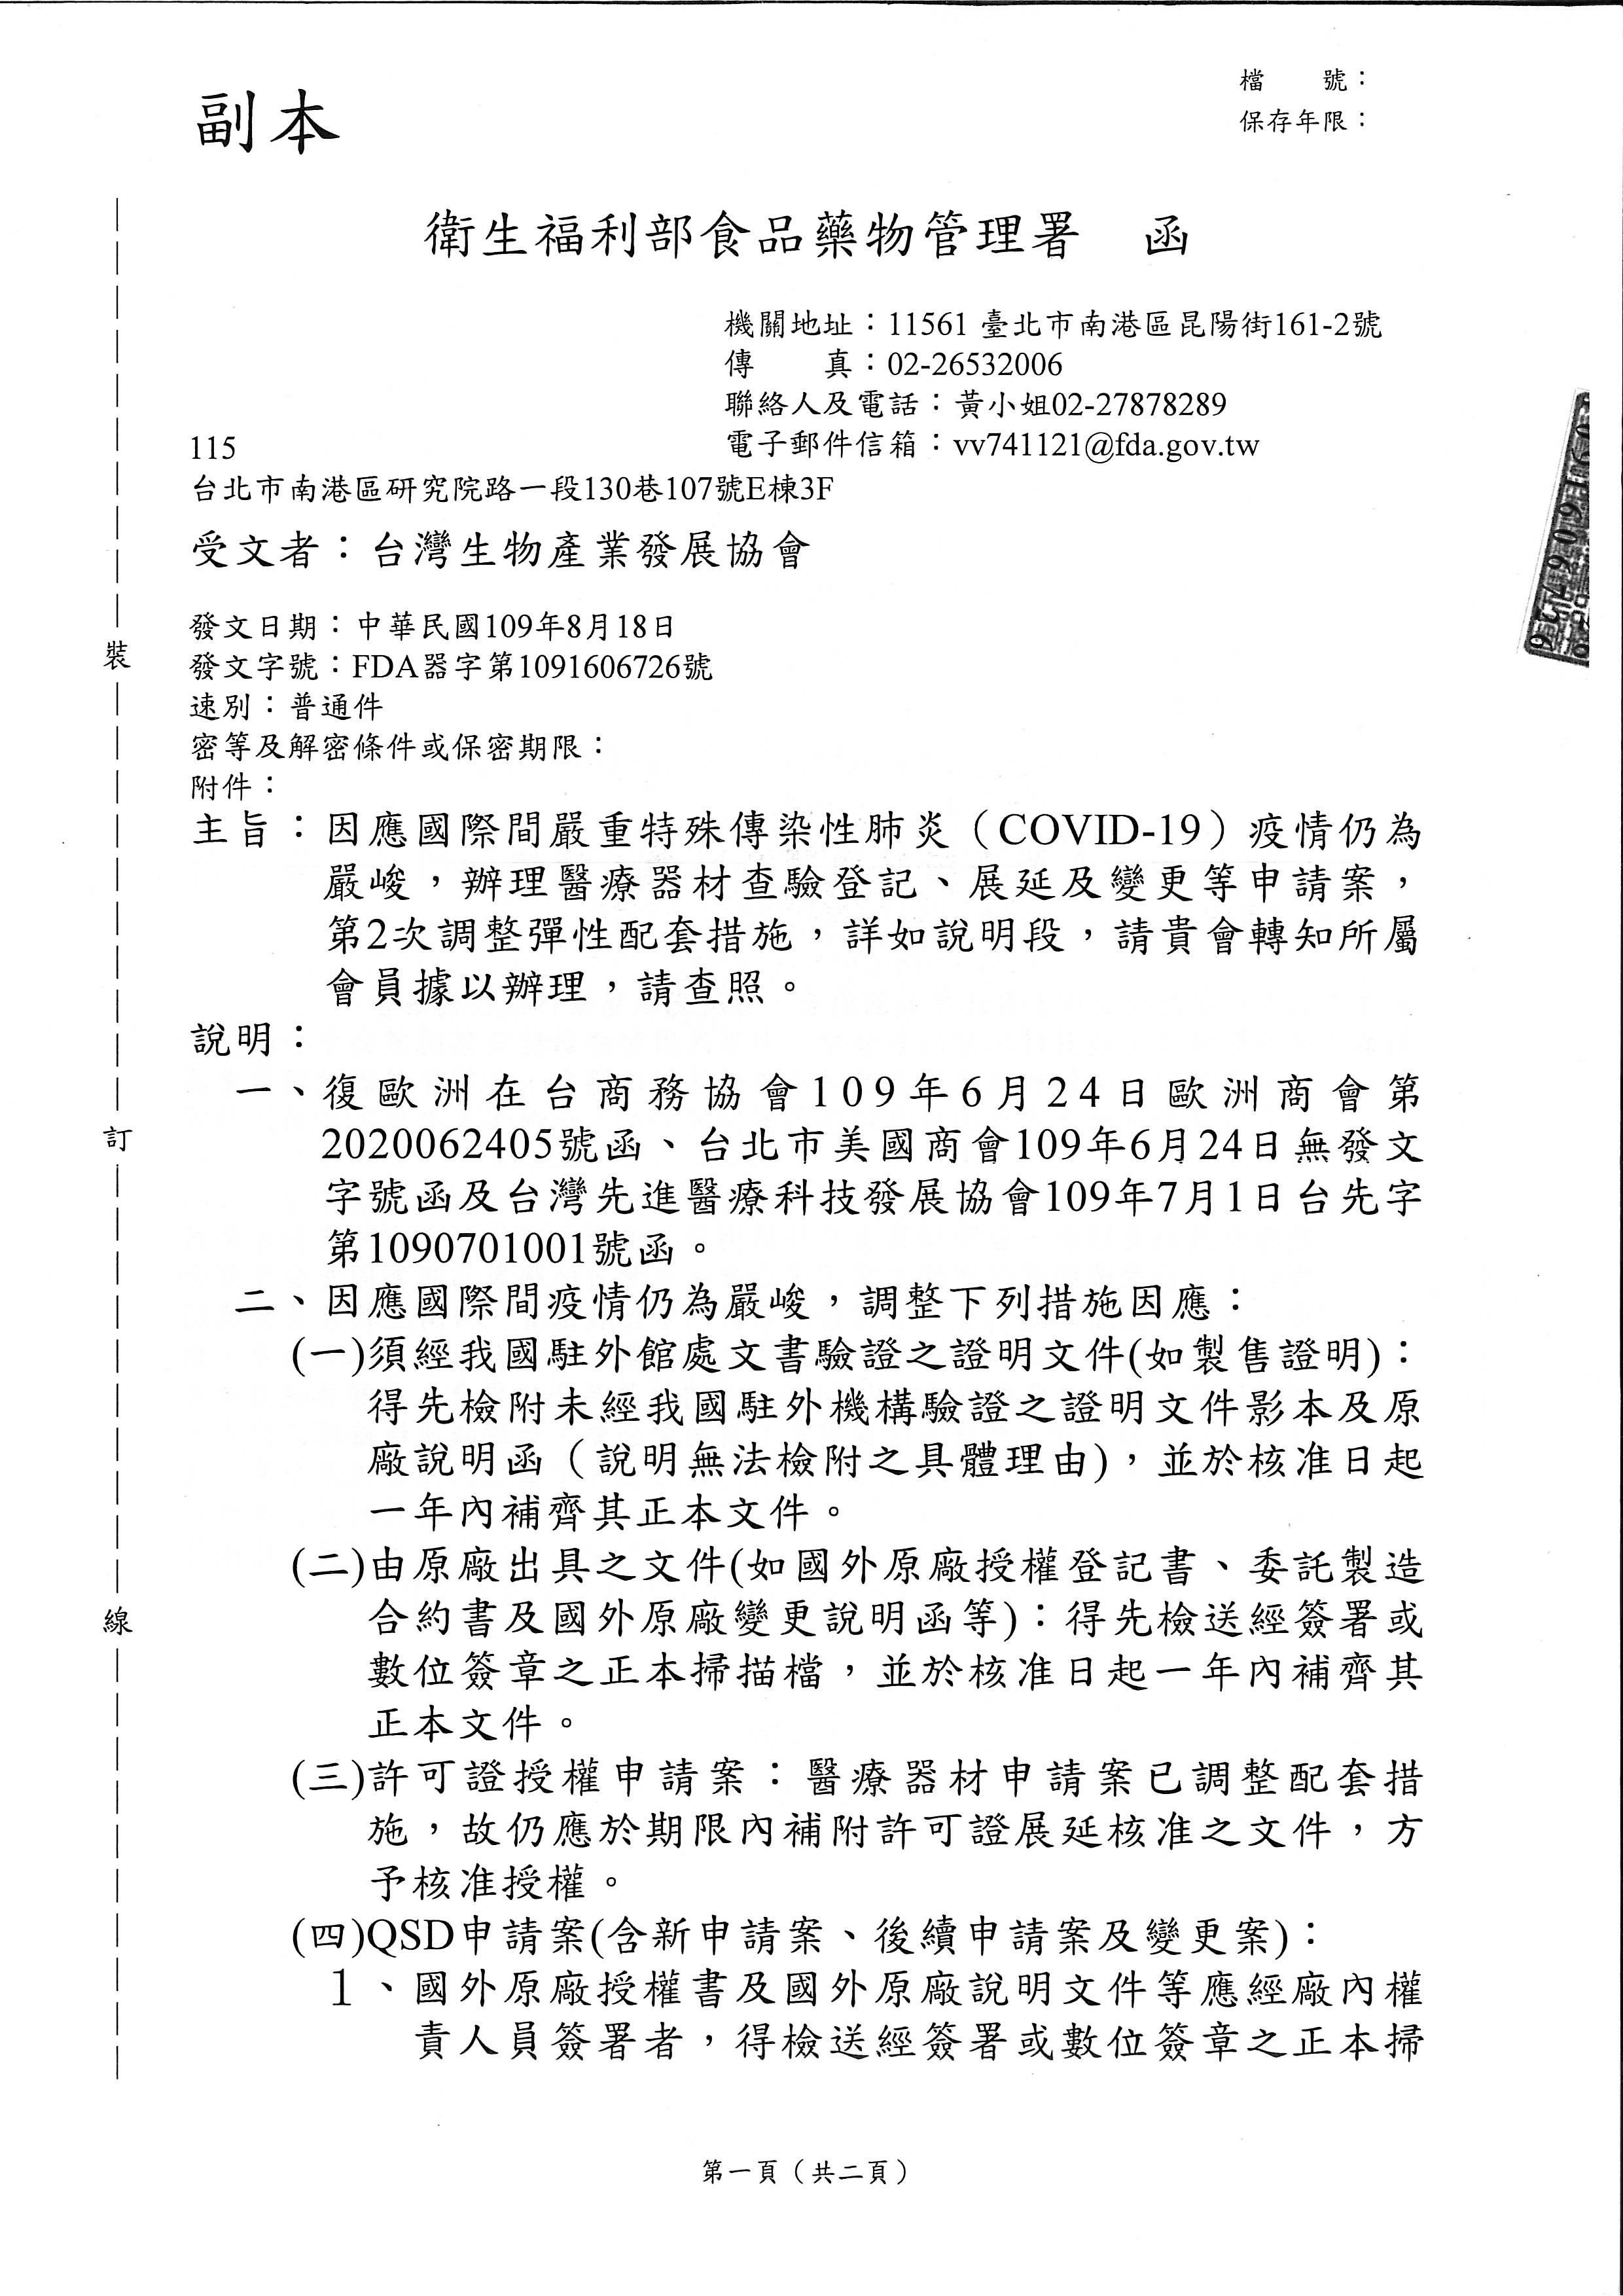 檔　　號：
保存年限：
副本
衛生福利部食品藥物管理署　函
機關地址：11561 臺北市南港區昆陽街161-2號
傳　　真：02-26532006
聯絡人及電話：黃小姐02-27878289
電子郵件信箱：vv741121@fda.gov.tw
115
台北市南港區研究院路一段130巷107號E棟3F
受文者：台灣生物產業發展協會
發文日期：中華民國109年8月18日
發文字號：FDA器字第1091606726號
速別：普通件
密等及解密條件或保密期限：
附件：
主旨：因應國際間嚴重特殊傳染性肺炎（COVID-19）疫情仍為
嚴峻，辦理醫療器材查驗登記、展延及變更等申請案，
第2次調整彈性配套措施，詳如說明段，請貴會轉知所屬
會員據以辦理，請查照。
說明：
一、復歐洲在台商務協會109年6月24日歐洲商會第
2020062405號函、台北市美國商會109年6月24日無發文
字號函及台灣先進醫療科技發展協會109年7月1日台先字
第1090701001號函。
二、因應國際間疫情仍為嚴峻，調整下列措施因應：
(一)須經我國駐外館處文書驗證之證明文件(如製售證明)：
得先檢附未經我國駐外機構驗證之證明文件影本及原
廠說明函（說明無法檢附之具體理由)，並於核准日起
一年內補齊其正本文件。
(二)由原廠出具之文件(如國外原廠授權登記書、委託製造
合約書及國外原廠變更說明函等)：得先檢送經簽署或
數位簽章之正本掃描檔，並於核准日起一年內補齊其
正本文件。
(三)許可證授權申請案：醫療器材申請案已調整配套措
施，故仍應於期限內補附許可證展延核准之文件，方
予核准授權。
(四)QSD申請案(含新申請案、後續申請案及變更案)：
1、國外原廠授權書及國外原廠說明文件等應經廠內權
責人員簽署者，得檢送經簽署或數位簽章之正本掃
裝
訂
線
第一頁（共二頁）